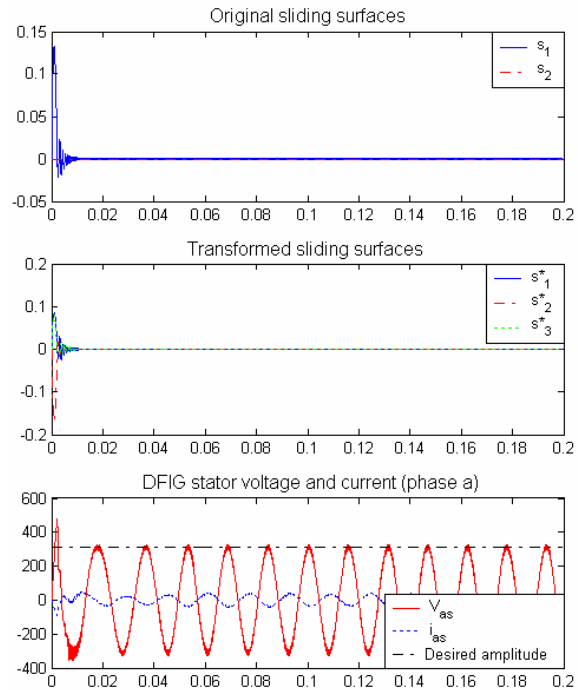 Original sliding surfaces
0.15
0.1
0.05
0
-0.05
s1
s2
0 0.02 0.04 0.06 0.08 0.1 0.12 0.14 0.16 0.18 0.2
Transformed sliding surfaces
0.2
0.1
0
-0.1
-0.2
s*1
s*2
s*3
0 0.02 0.04 0.06 0.08 0.1 0.12 0.14 0.16 0.18 0.2
DFIG stator voltage and current (phase a)
600
400
200
0
-200
-400
Vas
ias
Desired amplitude
0 0.02 0.04 0.06 0.08 0.1 0.12 0.14 0.16 0.18 0.2